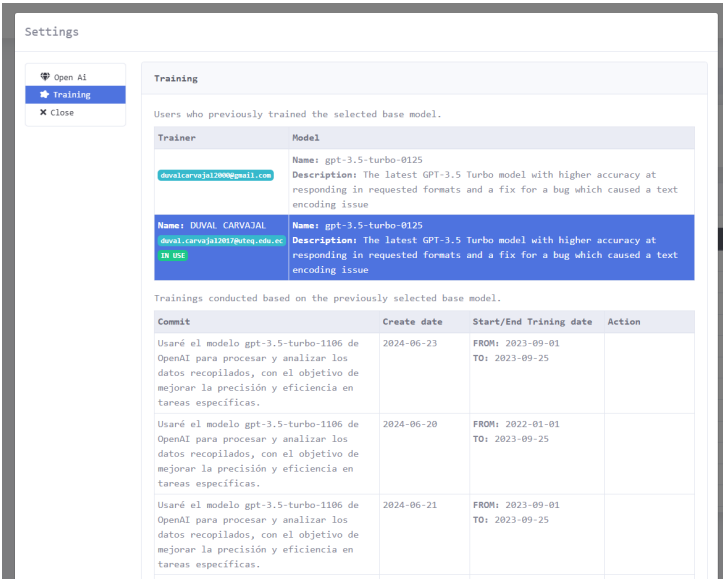 Settings
Open Ai
Training
Close
Training
Users who previously trained the selected base model.
Trainer Model
duvalcarvajal2000@gmail.com
Name: gpt-3.5-turbo-0125
Description: The latest GPT-3.5 Turbo model with higher accuracy at
responding in requested formats and a fix for a bug which caused a text
encoding issue
Name: DUVAL CARVAJAL
duval.carvajal2017@uteq.edu.ec
IN USE
Name: gpt-3.5-turbo-0125
Description: The latest GPT-3.5 Turbo model with higher accuracy at
responding in requested formats and a fix for a bug which caused a text
encoding issue
Trainings conducted based on the previously selected base model.
Commit Create date Start/End Trining date Action
Usaré el modelo gpt-3.5-turbo-1106 de
OpenAI para procesar y analizar los
datos recopilados, con el objetivo de
mejorar la precisión y eficiencia en
tareas específicas.
2024-06-23
FROM: 2023-09-01
TO: 2023-09-25
Usaré el modelo gpt-3.5-turbo-1106 de
OpenAI para procesar y analizar los
datos recopilados, con el objetivo de
mejorar la precisión y eficiencia en
tareas específicas.
2024-06-20
FROM: 2022-01-01
TO: 2023-09-25
Usaré el modelo gpt-3.5-turbo-1106 de
OpenAI para procesar y analizar los
datos recopilados, con el objetivo de
mejorar la precisión y eficiencia en
tareas específicas.
2024-06-21
FROM: 2023-09-01
TO: 2023-09-25